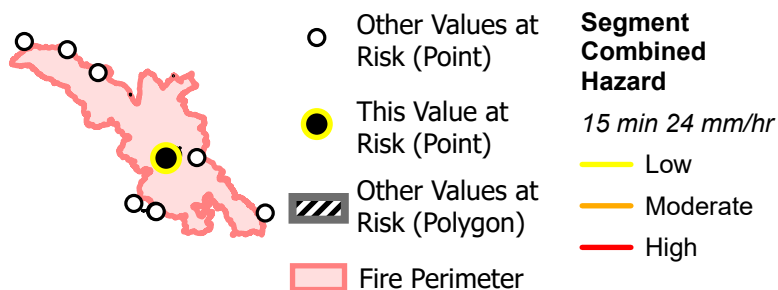 Other Values at
Risk (Point)
This Value at
Risk (Point)
Other Values at
Risk (Polygon)
Fire Perimeter
Segment
Combined
Hazard
15 min 24 mm/hr
Low
Moderate
High